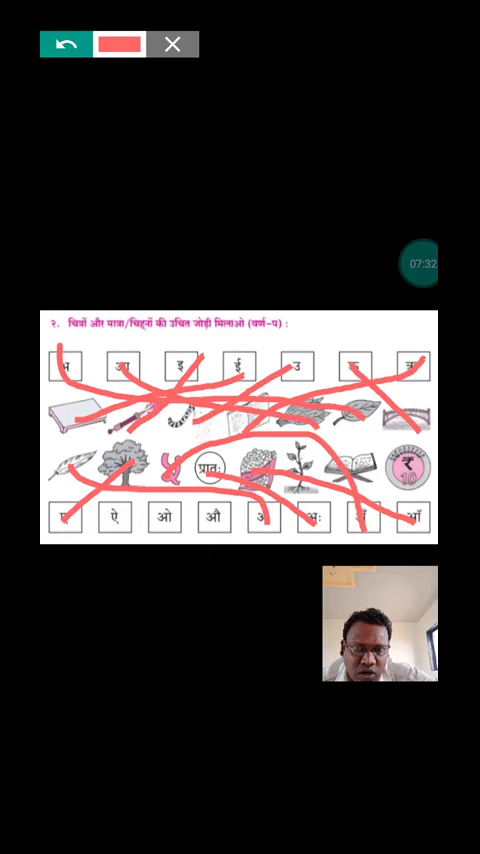 07:32
२. चित्रों और मात्रा/चिह्नों की उचित जोड़ी मिलाओ (वर्ण-प) :
अ आ इ ई उ ऊ ऋ
प्रातः ₹ 10
ए ऐ ओ औ अं अः अँ ऑ